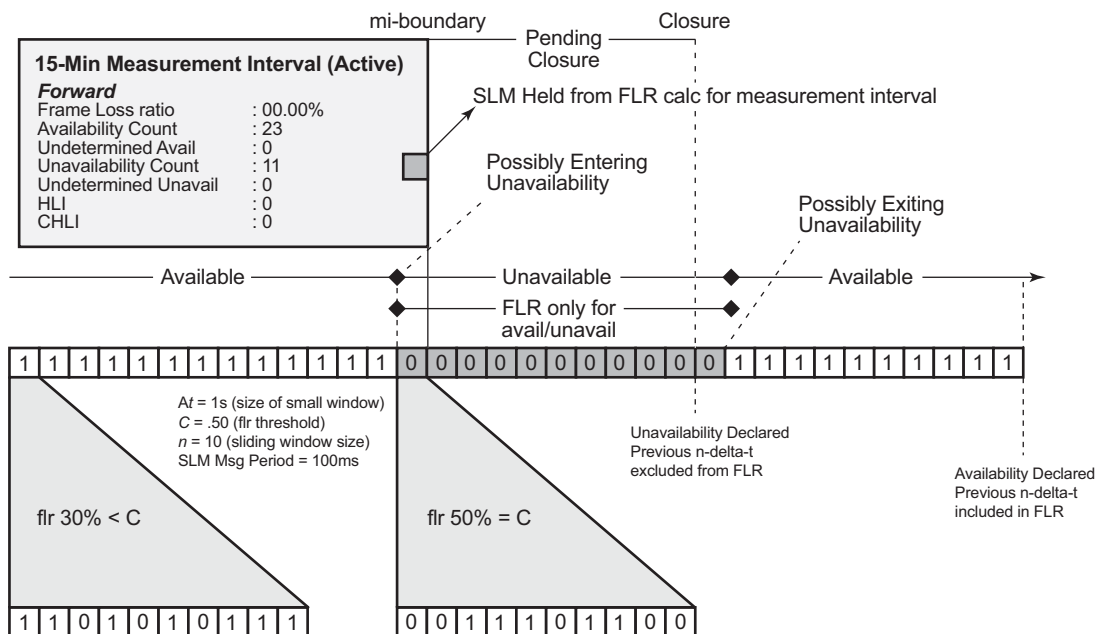 mi-boundary
Closure
Pending
Closure
15-Min Measurement Interval (Active)
Forward
Frame Loss ratio : 00.00%
Availability Count : 23
Undetermined Avail : 0
Unavailability Count : 11
Undetermined Unavail : 0
HLI : 0
CHLI : 0
SLM Held from FLR calc for measurement interval
Possibly Entering
Unavailability
Possibly Exiting
Unavailability
Available
Unavailable
Available
FLR only for
avail/unavail
1 1 1 1 1 1 1 1 1 1 1 1 1 0 0 0 0 0 0 0 0 0 0 0 1 1 1 1 1 1 1 1 1 1
At = 1s (size of small window)
C = .50 (flr threshold)
n = 10 (sliding window size)
SLM Msg Period = 100ms
Unavailability Declared
Previous n-delta-t
excluded from FLR
Availability Declared
Previous n-delta-t
included in FLR
flr 30% < C
flr 50% = C
1 1 0 1 0 1 0 1 1 1
0 0 1 1 1 0 1 1 0 0